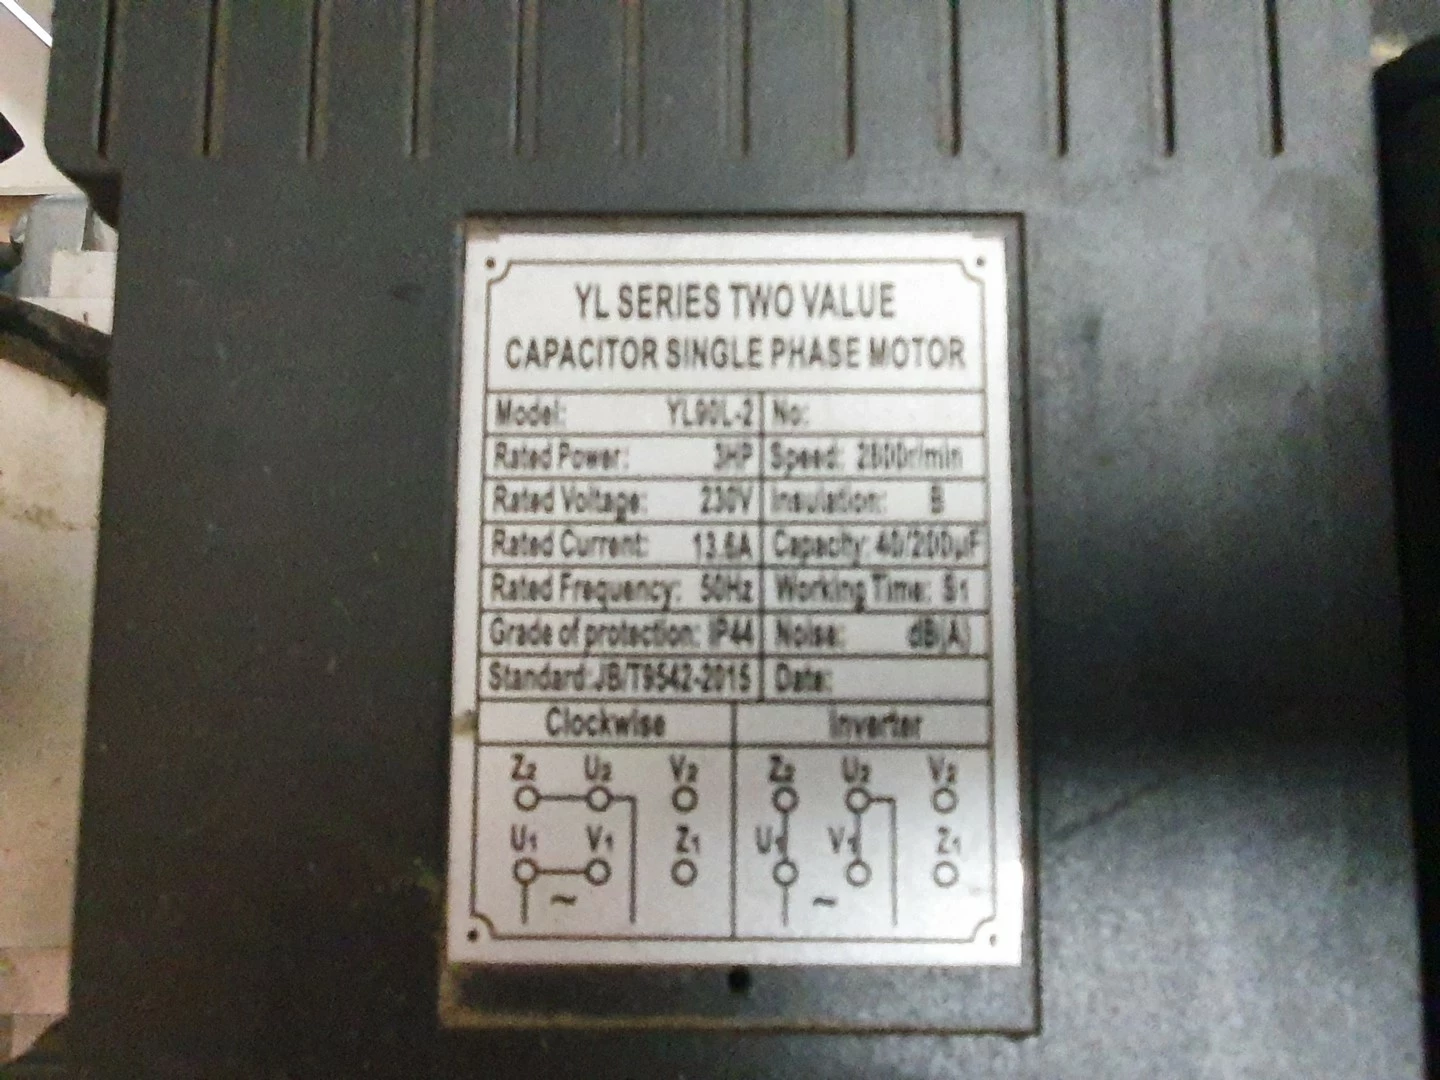 YL SERIES TWO VALUE
CAPACITOR SINGLE PHASE MOTOR
Model: YL90L-2 No:
Rated Power: 3HP Speed: 2800r/min
Rated Voltage: 230V Insulation: B
Rated Current: 13.6A Capacity: 40/200µF
Rated Frequency: 50Hz Working Time: S1
Grade of protection: IP44 Noise: dB(A)
Standard:JB/T9542-2015 Date:
Clockwise Inverter
Z2 U2 V2 Z2 U2 V2
U1 V1 Z1 U1 V1 Z1
~ ~